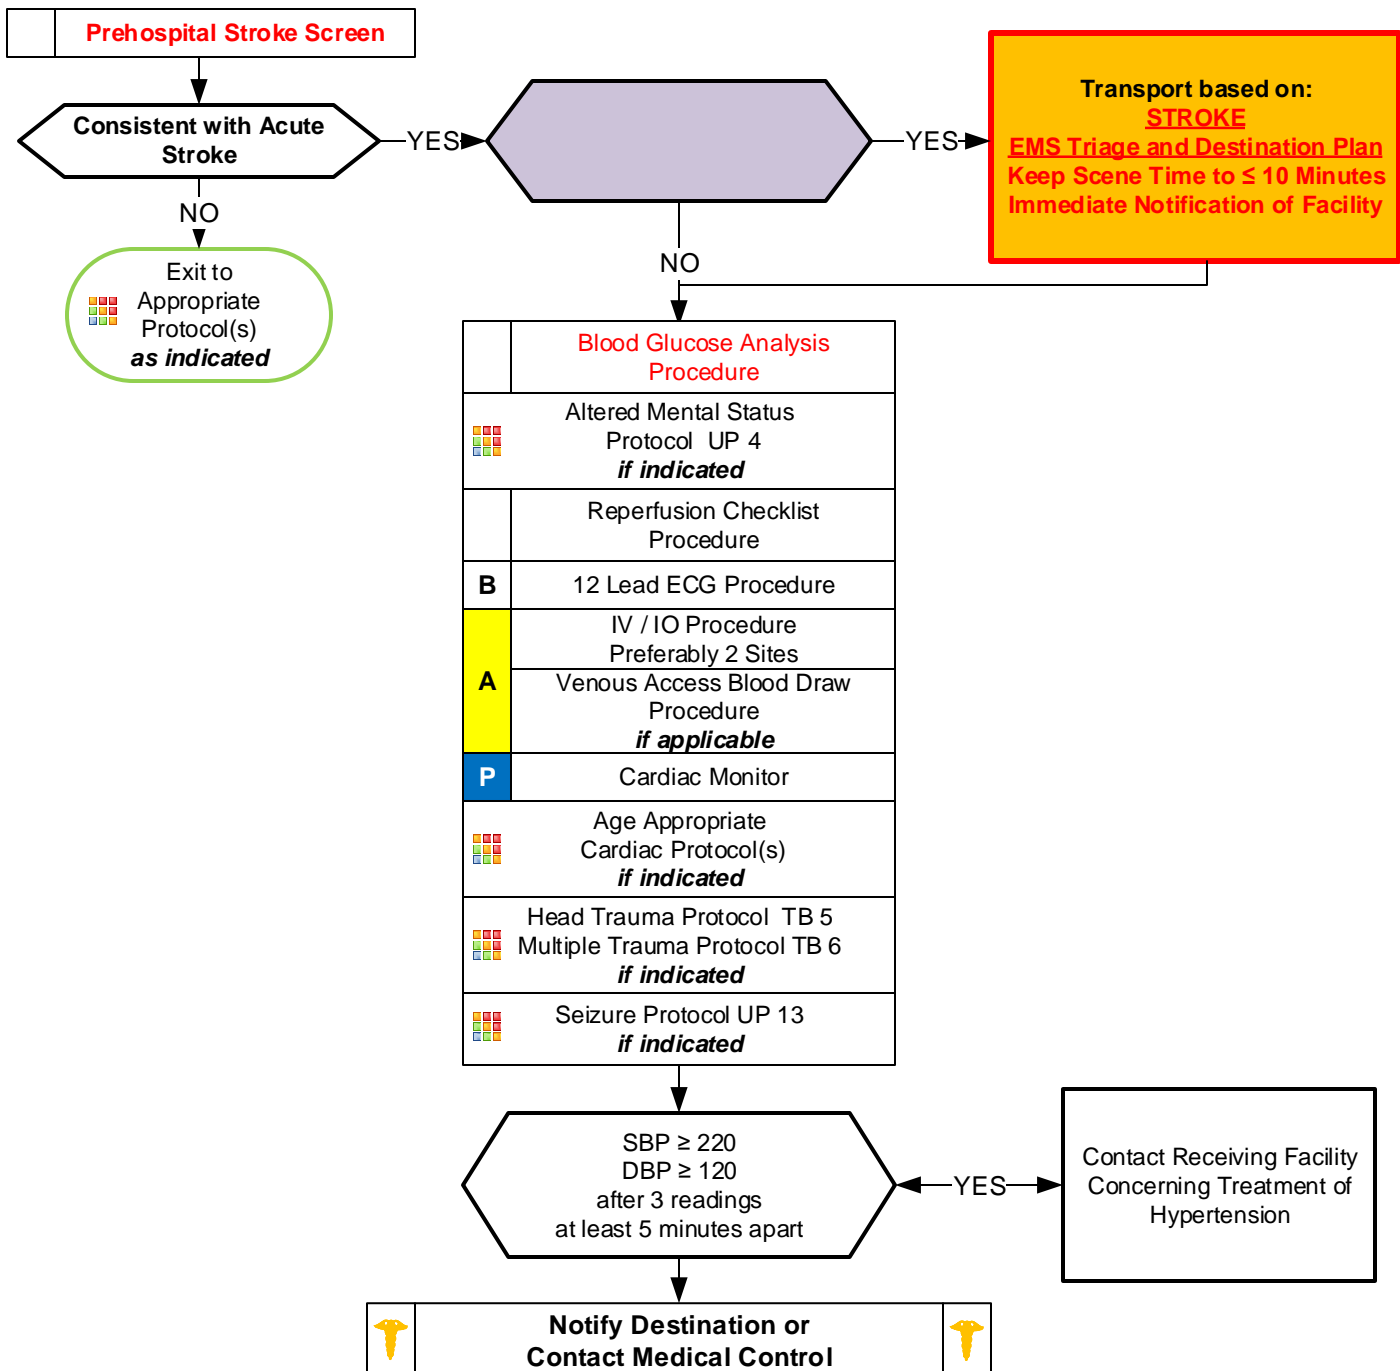 Prehospital Stroke Screen
Consistent with Acute
Stroke
YES
YES
Transport based on:
STROKE
EMS Triage and Destination Plan
Keep Scene Time to ≤ 10 Minutes
Immediate Notification of Facility
NO
Exit to
Appropriate
Protocol(s)
as indicated
NO
Blood Glucose Analysis
Procedure
Altered Mental Status
Protocol UP 4
if indicated
Reperfusion Checklist
Procedure
B
12 Lead ECG Procedure
A
IV / IO Procedure
Preferably 2 Sites
Venous Access Blood Draw
Procedure
if applicable
P
Cardiac Monitor
Age Appropriate
Cardiac Protocol(s)
if indicated
Head Trauma Protocol TB 5
Multiple Trauma Protocol TB 6
if indicated
Seizure Protocol UP 13
if indicated
SBP ≥ 220
DBP ≥ 120
after 3 readings
at least 5 minutes apart
YES
Contact Receiving Facility
Concerning Treatment of
Hypertension
Notify Destination or
Contact Medical Control